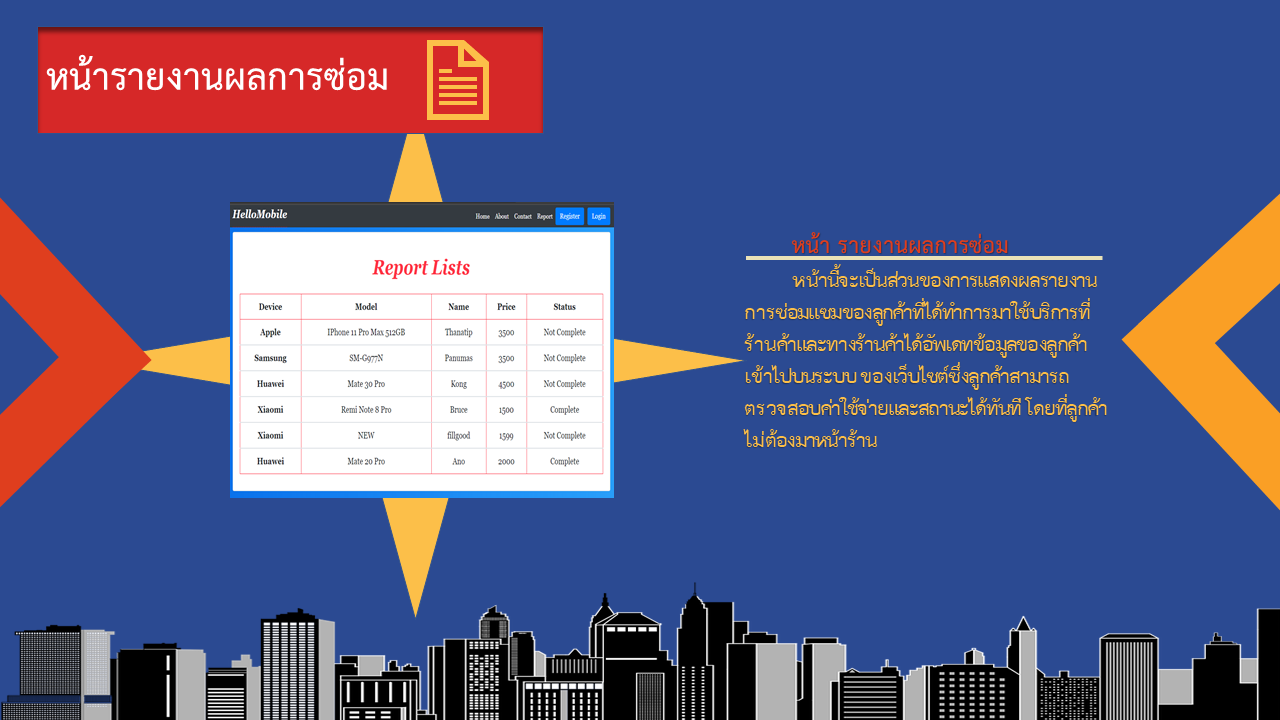 หน้ารายงานผลการซ่อม
HelloMobile Home About Contact Report Register Login
Report Lists
Device Model Name Price Status
Apple IPhone 11 Pro Max 512GB Thanatip 3500 Not Complete
Samsung SM-G977N Panumas 3500 Not Complete
Huawei Mate 30 Pro Kong 4500 Not Complete
Xiaomi Remi Note 8 Pro Bruce 1500 Complete
Xiaomi NEW fillgood 1599 Not Complete
Huawei Mate 20 Pro Ano 2000 Complete
หน้า รายงานผลการซ่อม
หน้านี้จะเป็นส่วนของการแสดงผลรายงาน
การซ่อมแซมของลูกค้าที่ได้ทำการมาใช้บริการที่
ร้านค้าและทางร้านค้าได้อัพเดทข้อมูลของลูกค้า
เข้าไปบนระบบ ของเว็บไซต์ซึ่งลูกค้าสามารถ
ตรวจสอบค่าใช้จ่ายและสถานะได้ทันที โดยที่ลูกค้า
ไม่ต้องมาหน้าร้าน